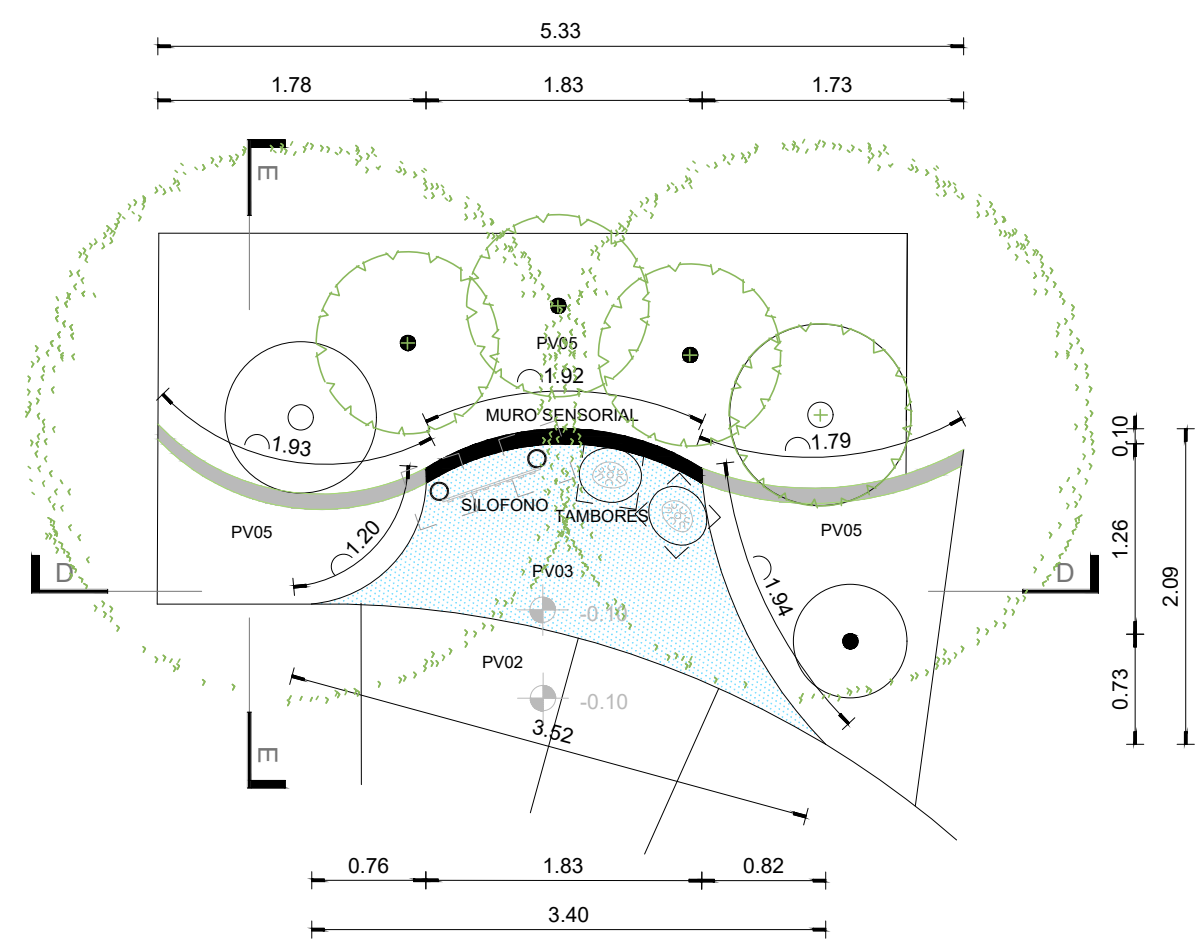 5.33
1.78 1.83 1.73
E
PV05
1.92
MURO SENSORIAL
1.93 1.79
0.10
SILOFONO TAMBORES
PV05 PV05
1.20
1.26
D PV03 D
2.09
1.94
-0.10
PV02
0.73
-0.10
3.52
E
0.76 1.83 0.82
3.40